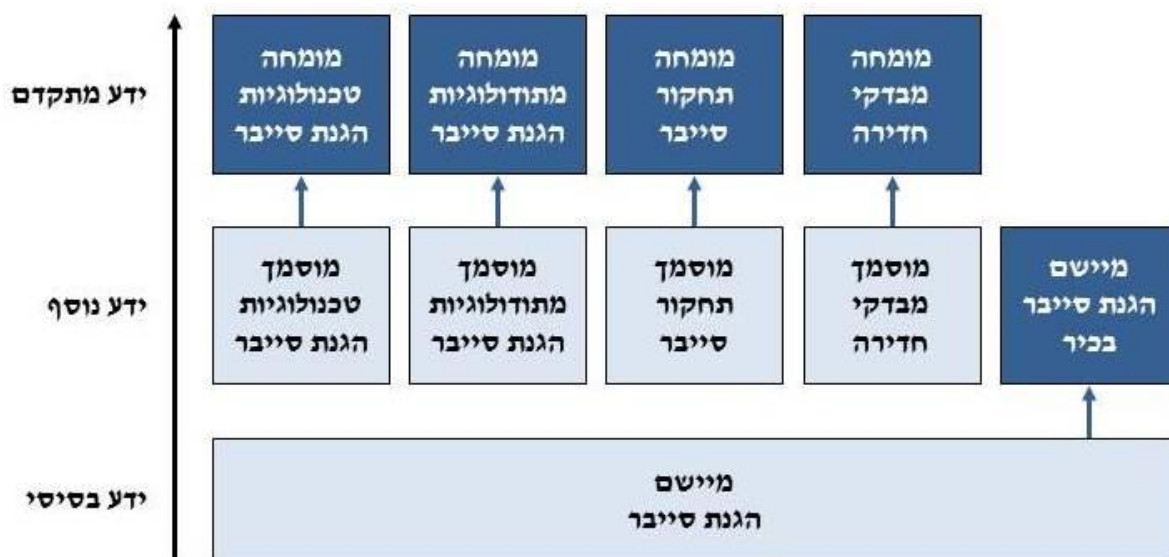 ידע מתקדם
מומחה
טכנולוגיות
הגנת סייבר
מומחה
מתודולוגיות
הגנת סייבר
מומחה
תחקור
סייבר
מומחה
מבדקי
חדירה
ידע נוסף
מוסמך
טכנולוגיות
הגנת סייבר
מוסמך
מתודולוגיות
הגנת סייבר
מוסמך
תחקור
סייבר
מוסמך
מבדקי
חדירה
מיישם
הגנת סייבר
בכיר
ידע בסיסי
מיישם
הגנת סייבר